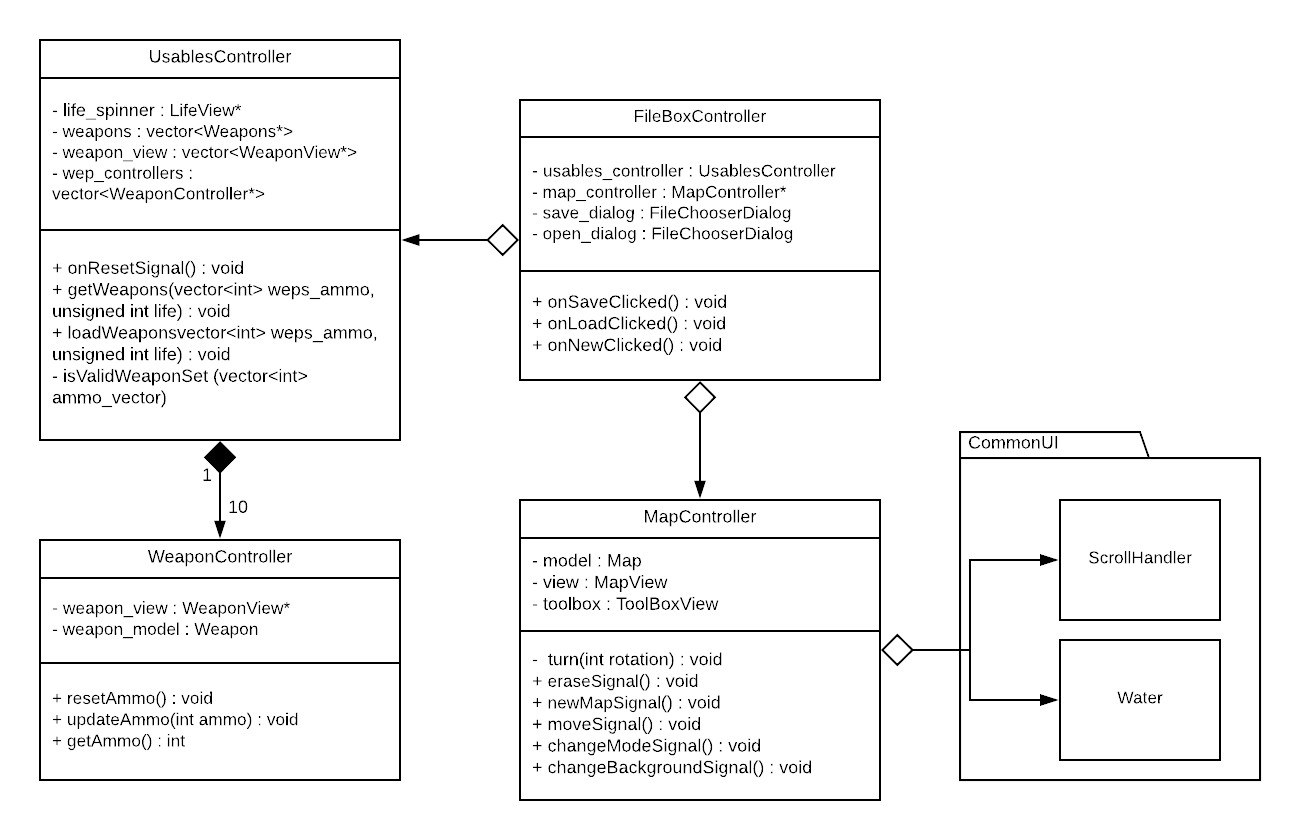 UsablesController
- life_spinner : LifeView*
- weapons : vector<Weapons*>
- weapon_view : vector<WeaponView*>
- wep_controllers :
vector<WeaponController*>
+ onResetSignal() : void
+ getWeapons(vector<int> weps_ammo,
unsigned int life) : void
+ loadWeaponsvector<int> weps_ammo,
unsigned int life) : void
- isValidWeaponSet (vector<int>
ammo_vector)
1
10
WeaponController
- weapon_view : WeaponView*
- weapon_model : Weapon
+ resetAmmo() : void
+ updateAmmo(int ammo) : void
+ getAmmo() : int
FileBoxController
- usables_controller : UsablesController
- map_controller : MapController*
- save_dialog : FileChooserDialog
- open_dialog : FileChooserDialog
+ onSaveClicked() : void
+ onLoadClicked() : void
+ onNewClicked() : void
MapController
- model : Map
- view : MapView
- toolbox : ToolBoxView
- turn(int rotation) : void
+ eraseSignal() : void
+ newMapSignal() : void
+ moveSignal() : void
+ changeModeSignal() : void
+ changeBackgroundSignal() : void
CommonUI
ScrollHandler
Water